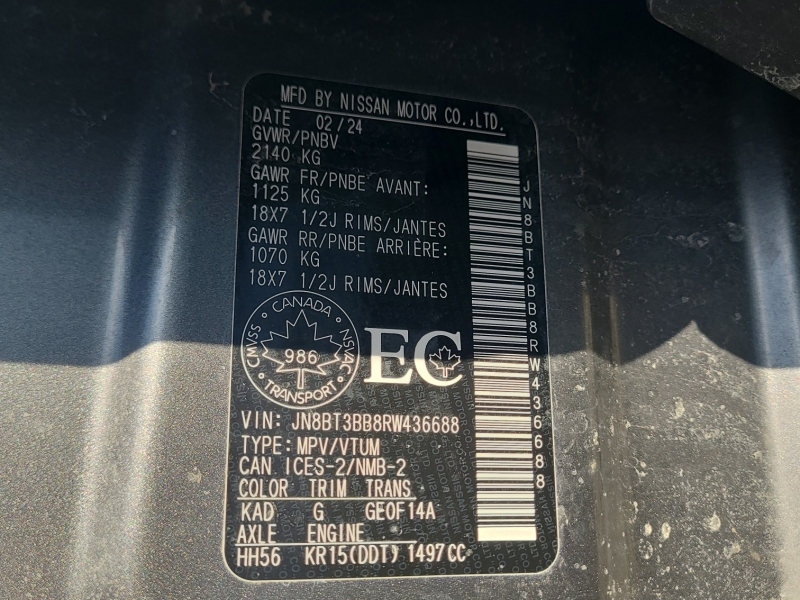 MFD BY NISSAN MOTOR CO.,LTD.
DATE 02/24
GVWR/PNBV
2140 KG
GAWR FR/PNBE AVANT:
1125 KG
18X7 1/2J RIMS/JANTES
GAWR RR/PNBE ARRIÈRE:
1070 KG
18X7 1/2J RIMS/JANTES
CANADA
CMVSS NSVAC
986
TRANSPORT
EC
VIN: JN8BT3BB8RW436688
TYPE: MPV/VTUM
CAN ICES-2/NMB-2
COLOR TRIM TRANS
KAD G GE0F14A
AXLE ENGINE
HH56 KR15(DDT) 1497CC
JN8BT3BB8RW436688